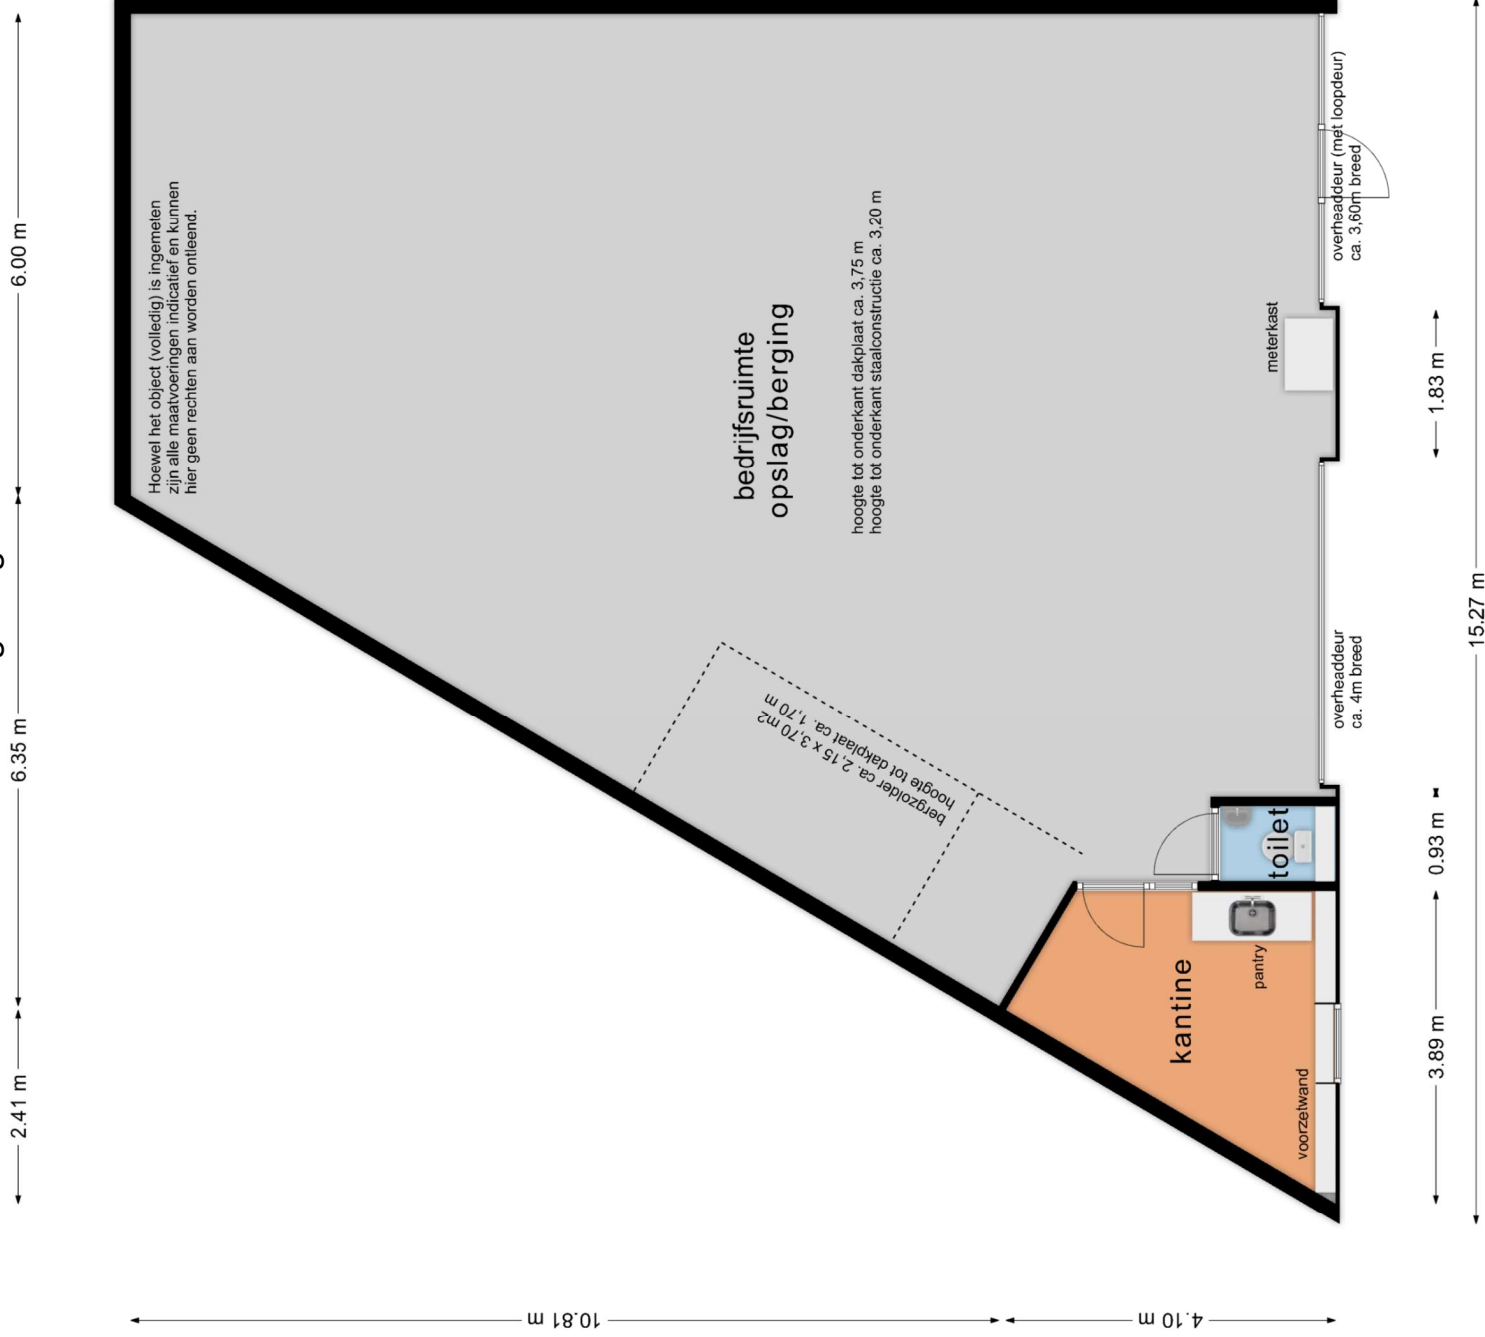 Hoewel het object (volledig) is ingemeten
zijn alle maatvoeringen indicatief en kunnen
hier geen rechten aan worden ontleend.
bedrijfsruimte
opslag/berging
hoogte tot onderkant dakplaat ca. 3,75 m
hoogte tot onderkant staalconstructie ca. 3,20 m
overheaddeur (met loopdeur)
ca. 3,60m breed
meterkast
overheaddeur
ca. 4m breed
bergzolder ca. 2,15 x 3,70 m2
hoogte tot dakplaat ca. 1,70 m
toilet
kantine
pantry
voorzetwand
6.00 m
6.35 m
2.41 m
1.83 m
0.93 m
3.89 m
15.27 m
10.81 m
4.10 m